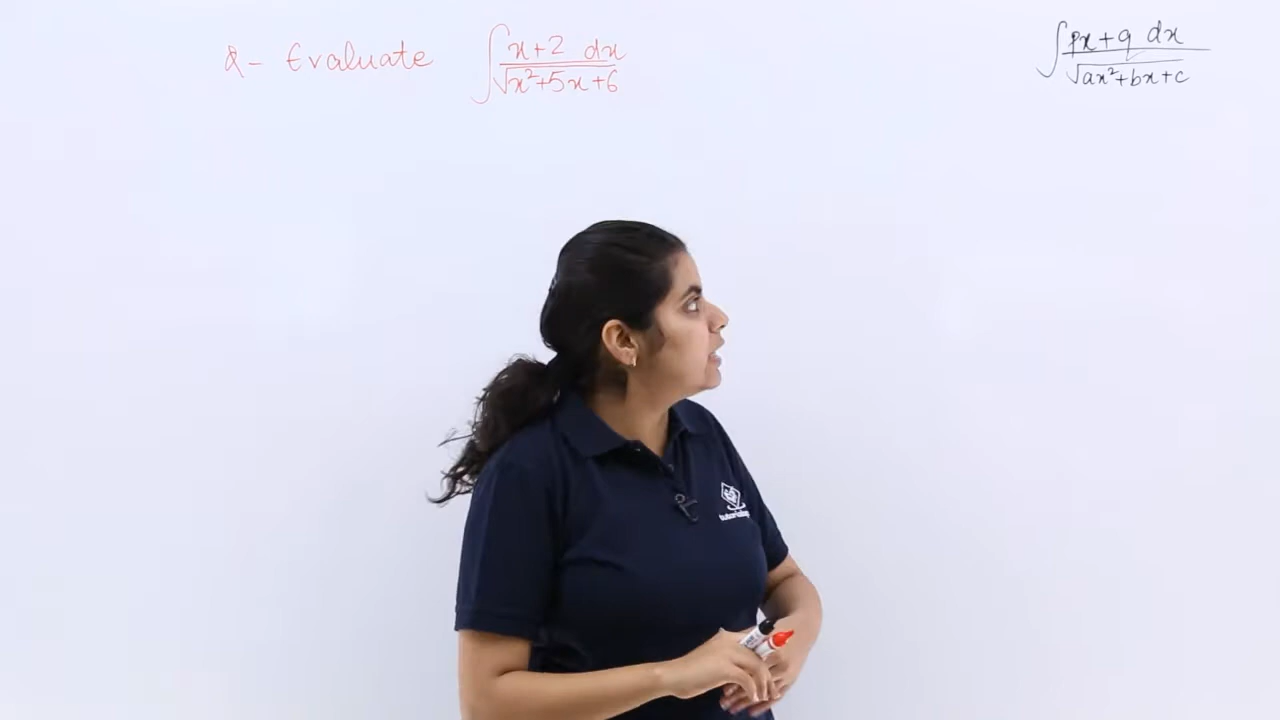 Q- Evaluate ∫ x+2 dx / √x²+5x+6
∫ px+q dx / √ax²+bx+c